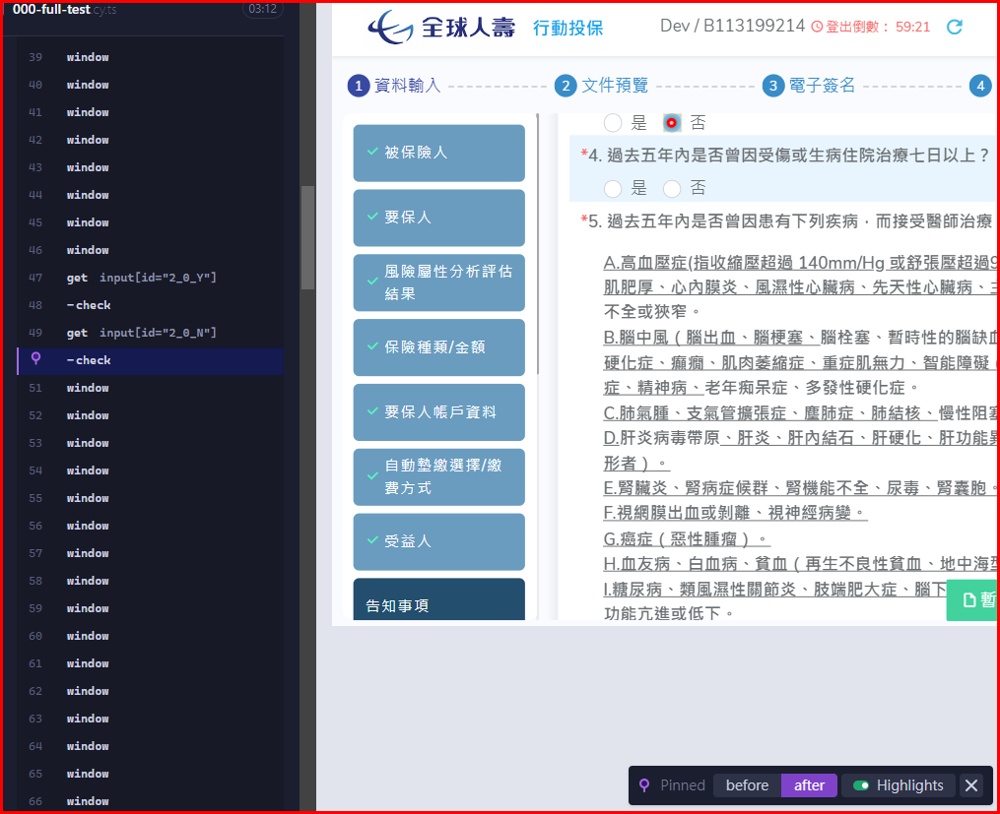 000-full-test.cy.ts 03:12
39 window
40 window
41 window
42 window
43 window
44 window
45 window
46 window
47 get input[id="2_0_Y"]
48 -check
49 get input[id="2_0_N"]
-check
51 window
52 window
53 window
54 window
55 window
56 window
57 window
58 window
59 window
60 window
61 window
62 window
63 window
64 window
65 window
66 window
全球人壽 行動投保 Dev / B113199214 登出倒數： 59:21
1 資料輸入 2 文件預覽 3 電子簽名 4
被保險人
要保人
風險屬性分析評估
結果
保險種類/金額
要保人帳戶資料
自動墊繳選擇/繳
費方式
受益人
告知事項
是 否
*4. 過去五年內是否曾因受傷或生病住院治療七日以上？
是 否
*5. 過去五年內是否曾因患有下列疾病，而接受醫師治療
A.高血壓症(指收縮壓超過 140mm/Hg 或舒張壓超過9
肌肥厚、心內膜炎、風濕性心臟病、先天性心臟病、主
不全或狹窄。
B.腦中風（腦出血、腦梗塞、腦栓塞、暫時性的腦缺血
硬化症、癲癇、肌肉萎縮症、重症肌無力、智能障礙（
症、精神病、老年痴呆症、多發性硬化症。
C.肺氣腫、支氣管擴張症、塵肺症、肺結核、慢性阻塞
D.肝炎病毒帶原、肝炎、肝內結石、肝硬化、肝功能異
形者）。
E.腎臟炎、腎病症候群、腎機能不全、尿毒、腎囊胞。
F.視網膜出血或剝離、視神經病變。
G.癌症（惡性腫瘤）。
H.血友病、白血病、貧血（再生不良性貧血、地中海型
I.糖尿病、類風濕性關節炎、肢端肥大症、腦下
功能亢進或低下。
暫
Pinned before after Highlights